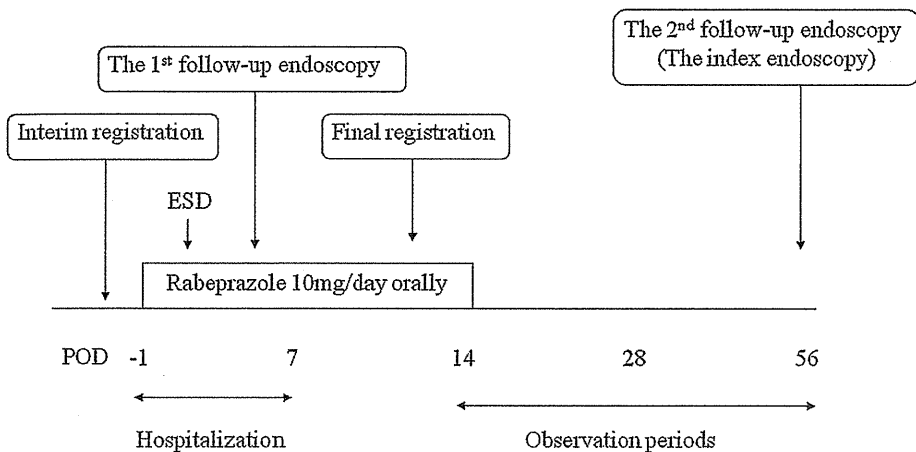 The 2nd follow-up endoscopy
(The index endoscopy)
The 1st follow-up endoscopy
Interim registration
Final registration
ESD
Rabeprazole 10mg/day orally
POD -1 7 14 28 56
Hospitalization Observation periods